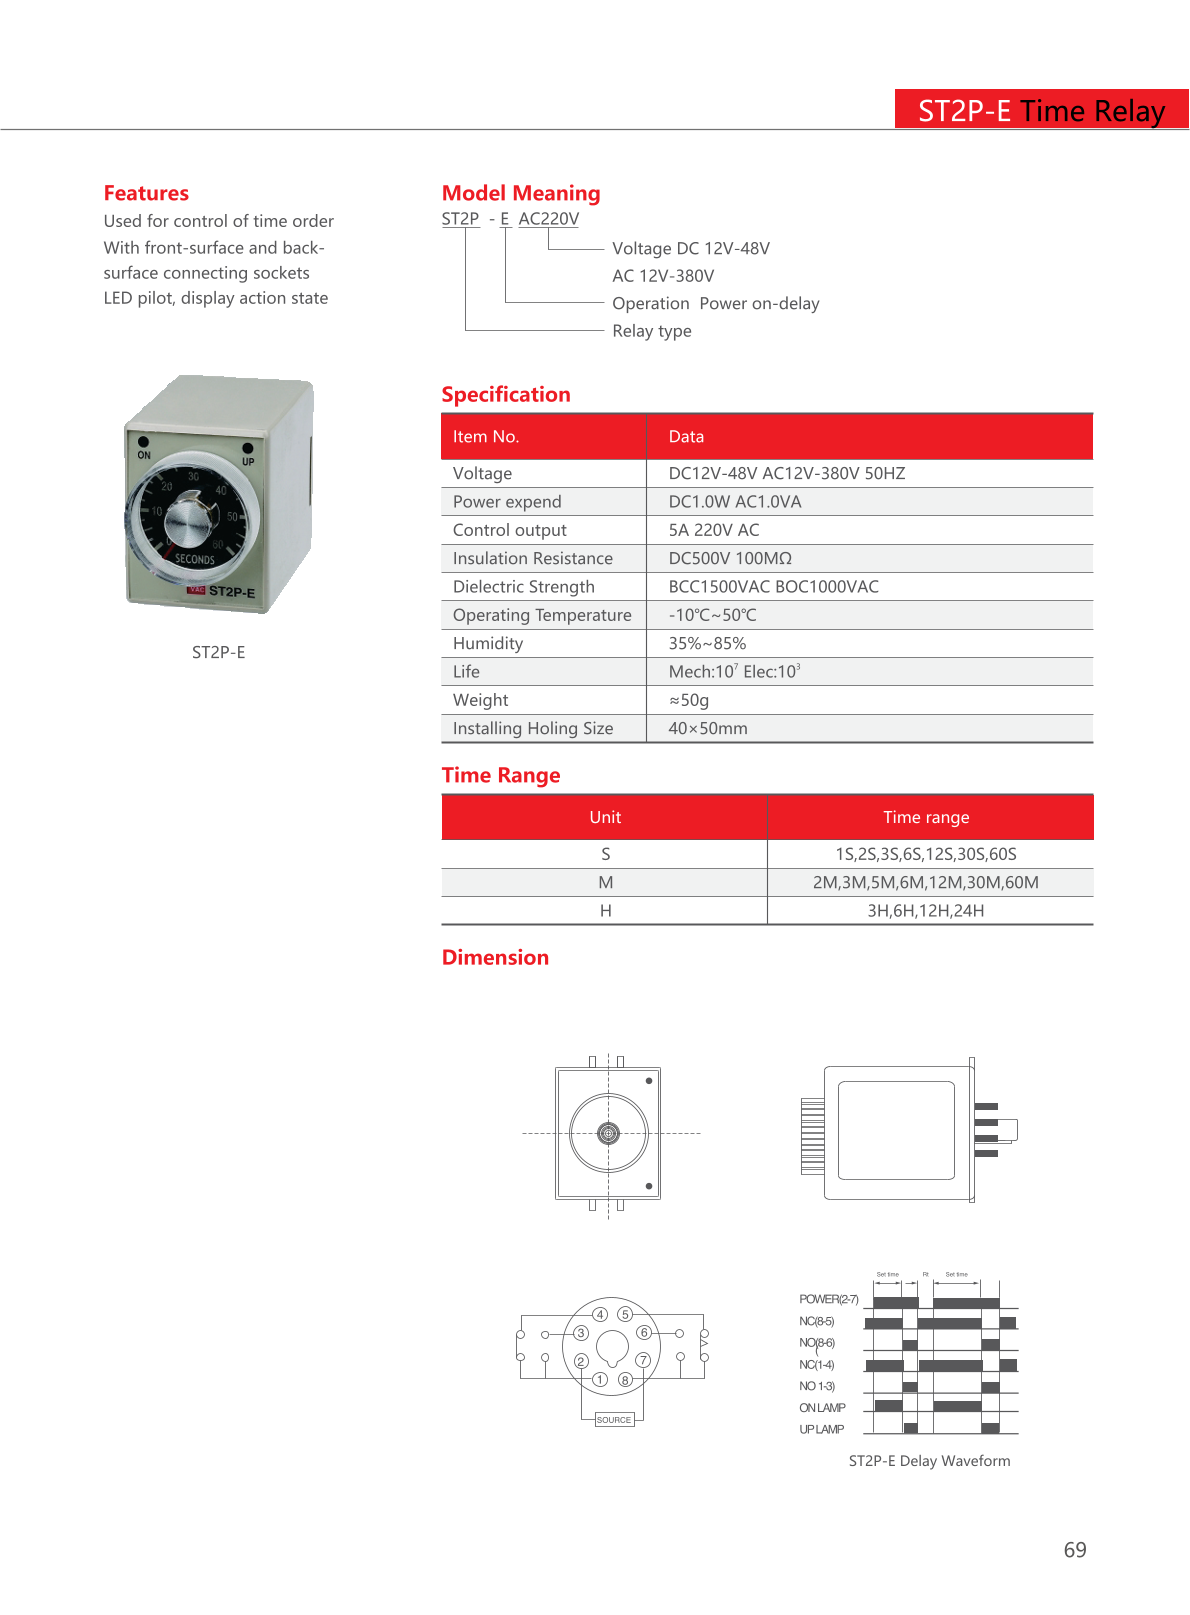 ST2P-E Time Relay
Features
Used for control of time order
With front-surface and back-
surface connecting sockets
LED pilot, display action state
ON
UP
0 10 20 30 40 50 60
SECONDS
VAC ST2P-E
ST2P-E
Model Meaning
ST2P - E AC220V
Voltage DC 12V-48V
AC 12V-380V
Operation Power on-delay
Relay type
Specification
Item No. Data
Voltage DC12V-48V AC12V-380V 50HZ
Power expend DC1.0W AC1.0VA
Control output 5A 220V AC
Insulation Resistance DC500V 100MΩ
Dielectric Strength BCC1500VAC BOC1000VAC
Operating Temperature -10℃~50℃
Humidity 35%~85%
Life Mech:10⁷ Elec:10³
Weight ≈50g
Installing Holing Size 40×50mm
Time Range
Unit Time range
S 1S,2S,3S,6S,12S,30S,60S
M 2M,3M,5M,6M,12M,30M,60M
H 3H,6H,12H,24H
Dimension
4 5
3 6
2 7
1 8
SOURCE
Set time Rt Set time
POWER(2-7)
NC(8-5)
NO(8-6)
(
NC(1-4)
NO 1-3)
ON LAMP
UP LAMP
ST2P-E Delay Waveform
69